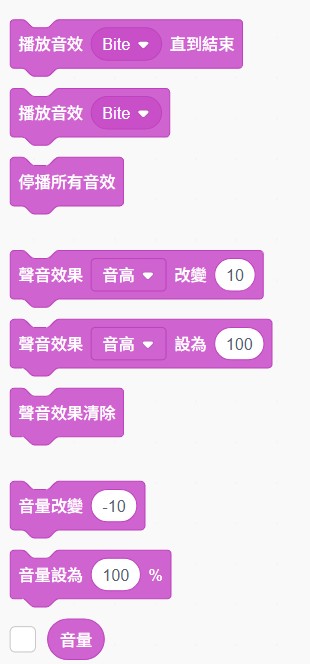 播放音效 Bite 直到結束
播放音效 Bite
停播所有音效
聲音效果 音高 改變 10
聲音效果 音高 設為 100
聲音效果清除
音量改變 -10
音量設為 100 %
音量